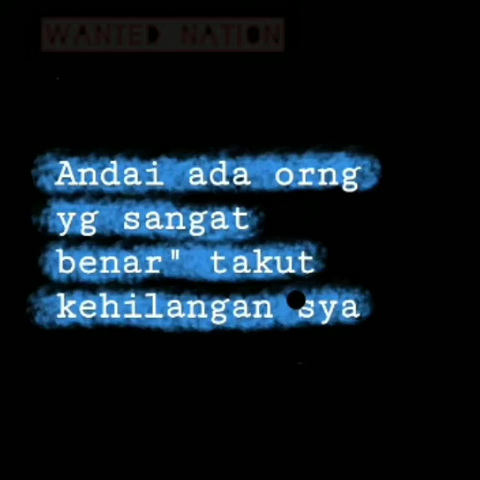 WANTED NATION
Andai ada orng
yg sangat
benar" takut
kehilangan sya